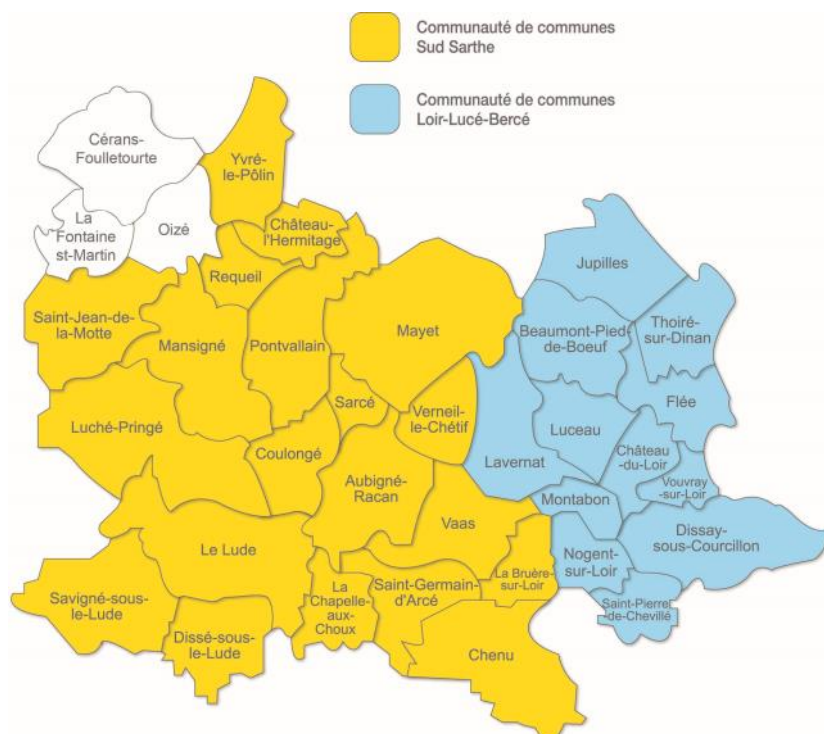 Communauté de communes
Sud Sarthe
Communauté de communes
Loir-Lucé-Bercé
Cérans-
Foulletourte
Yvré-
le-Pôlin
La
Fontaine
st-Martin
Oizé
Château-
l'Hermitage
Requeil
Jupilles
Saint-Jean-de-
la-Motte
Mansigné
Pontvallain
Mayet
Beaumont-Pied-
de-Boeuf
Thoiré-
sur-Dinan
Luché-Pringé
Sarcé
Verneil-
le-Chétif
Flée
Luceau
Coulongé
Lavernat
Château
-du-Loir
Aubigné-
Racan
Vouvray
-sur-Loir
Montabon
Vaas
Dissay-
sous-Courcillon
Le Lude
Nogent-
sur-Loir
La Bruère-
sur-Loir
Savigné-sous-
le-Lude
La
Chapelle-
aux-
Choux
Saint-Germain-
d'Arcé
Saint-Pierre
-de-Chevillé
Dissé-sous-
le-Lude
Chenu